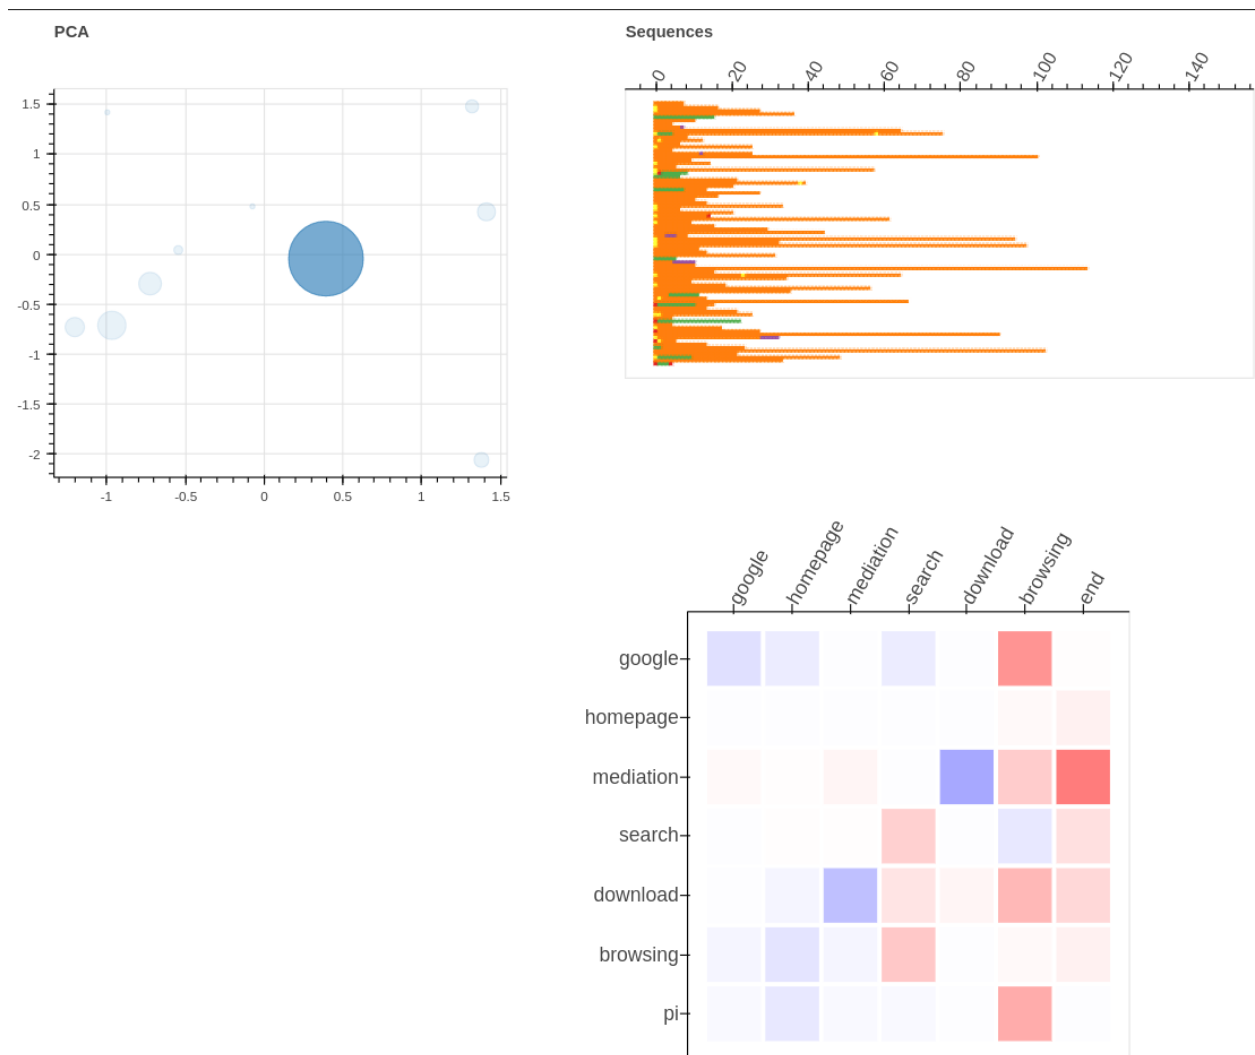 PCA
1.5
1
0.5
0
-0.5
-1
-1.5
-2
-1 -0.5 0 0.5 1 1.5
Sequences
0 20 40 60 80 100 120 140
google homepage mediation search download browsing end
google
homepage
mediation
search
download
browsing
pi